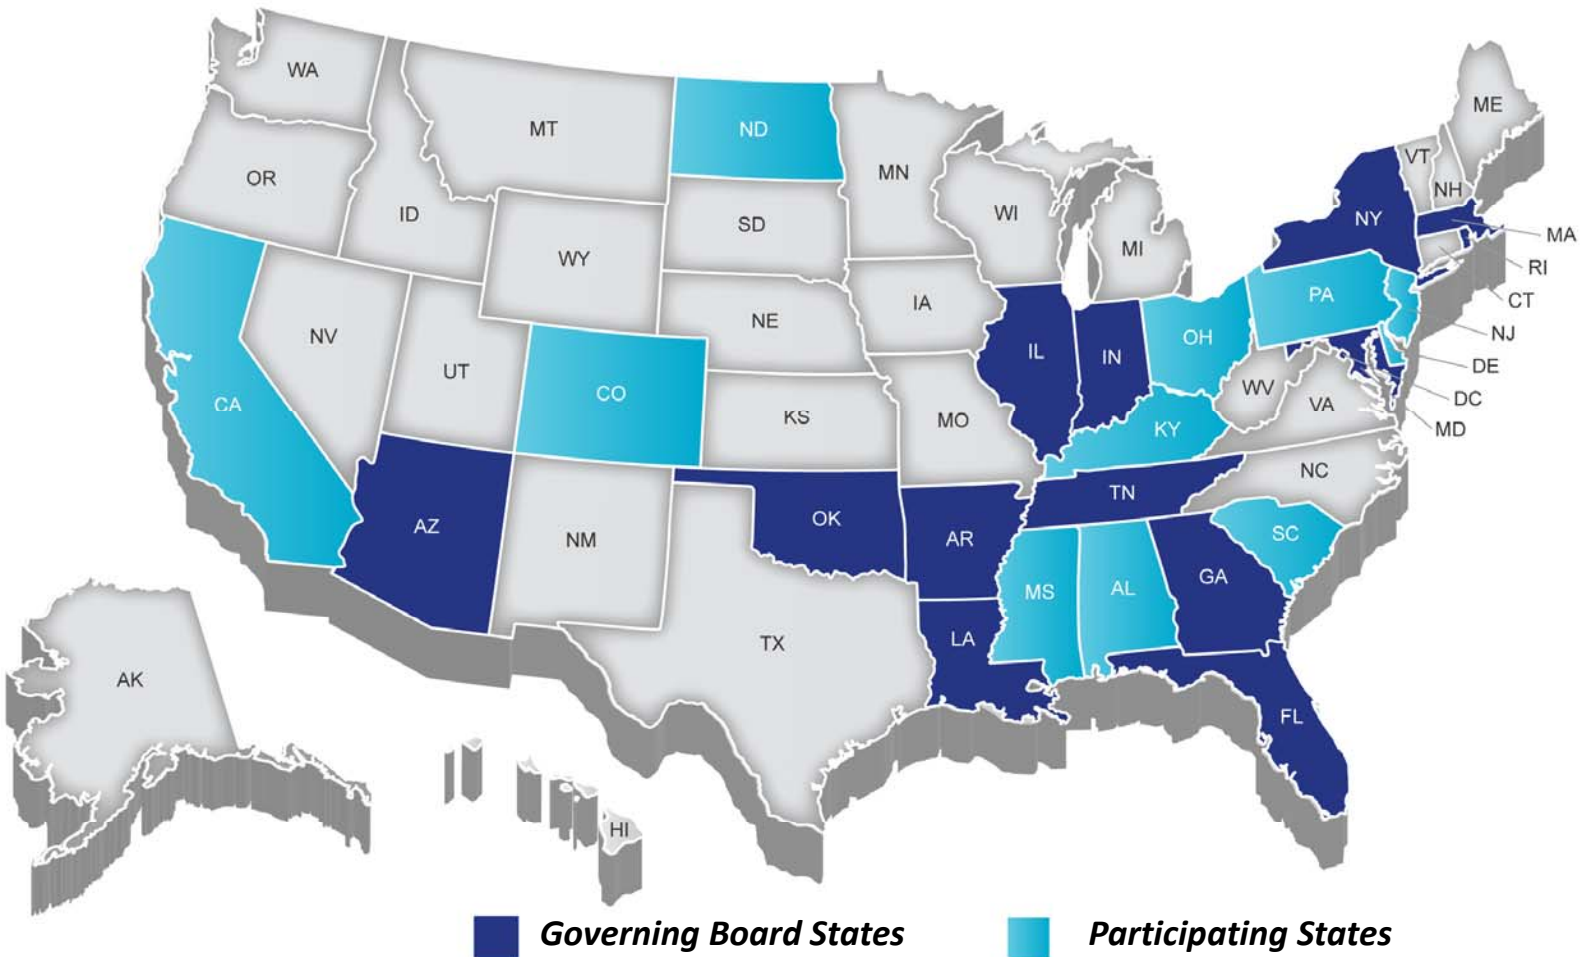 WA
ME
MT
ND
VT
MN
OR
NH
ID
SD
WI
NY
MA
MI
WY
RI
PA
CT
IA
NE
NV
NJ
OH
IL
IN
UT
DE
CO
WV
DC
CA
VA
KS
MO
MD
KY
NC
TN
OK
AZ
SC
NM
AR
GA
MS
AL
LA
TX
AK
FL
HI
Governing Board States
Participating States